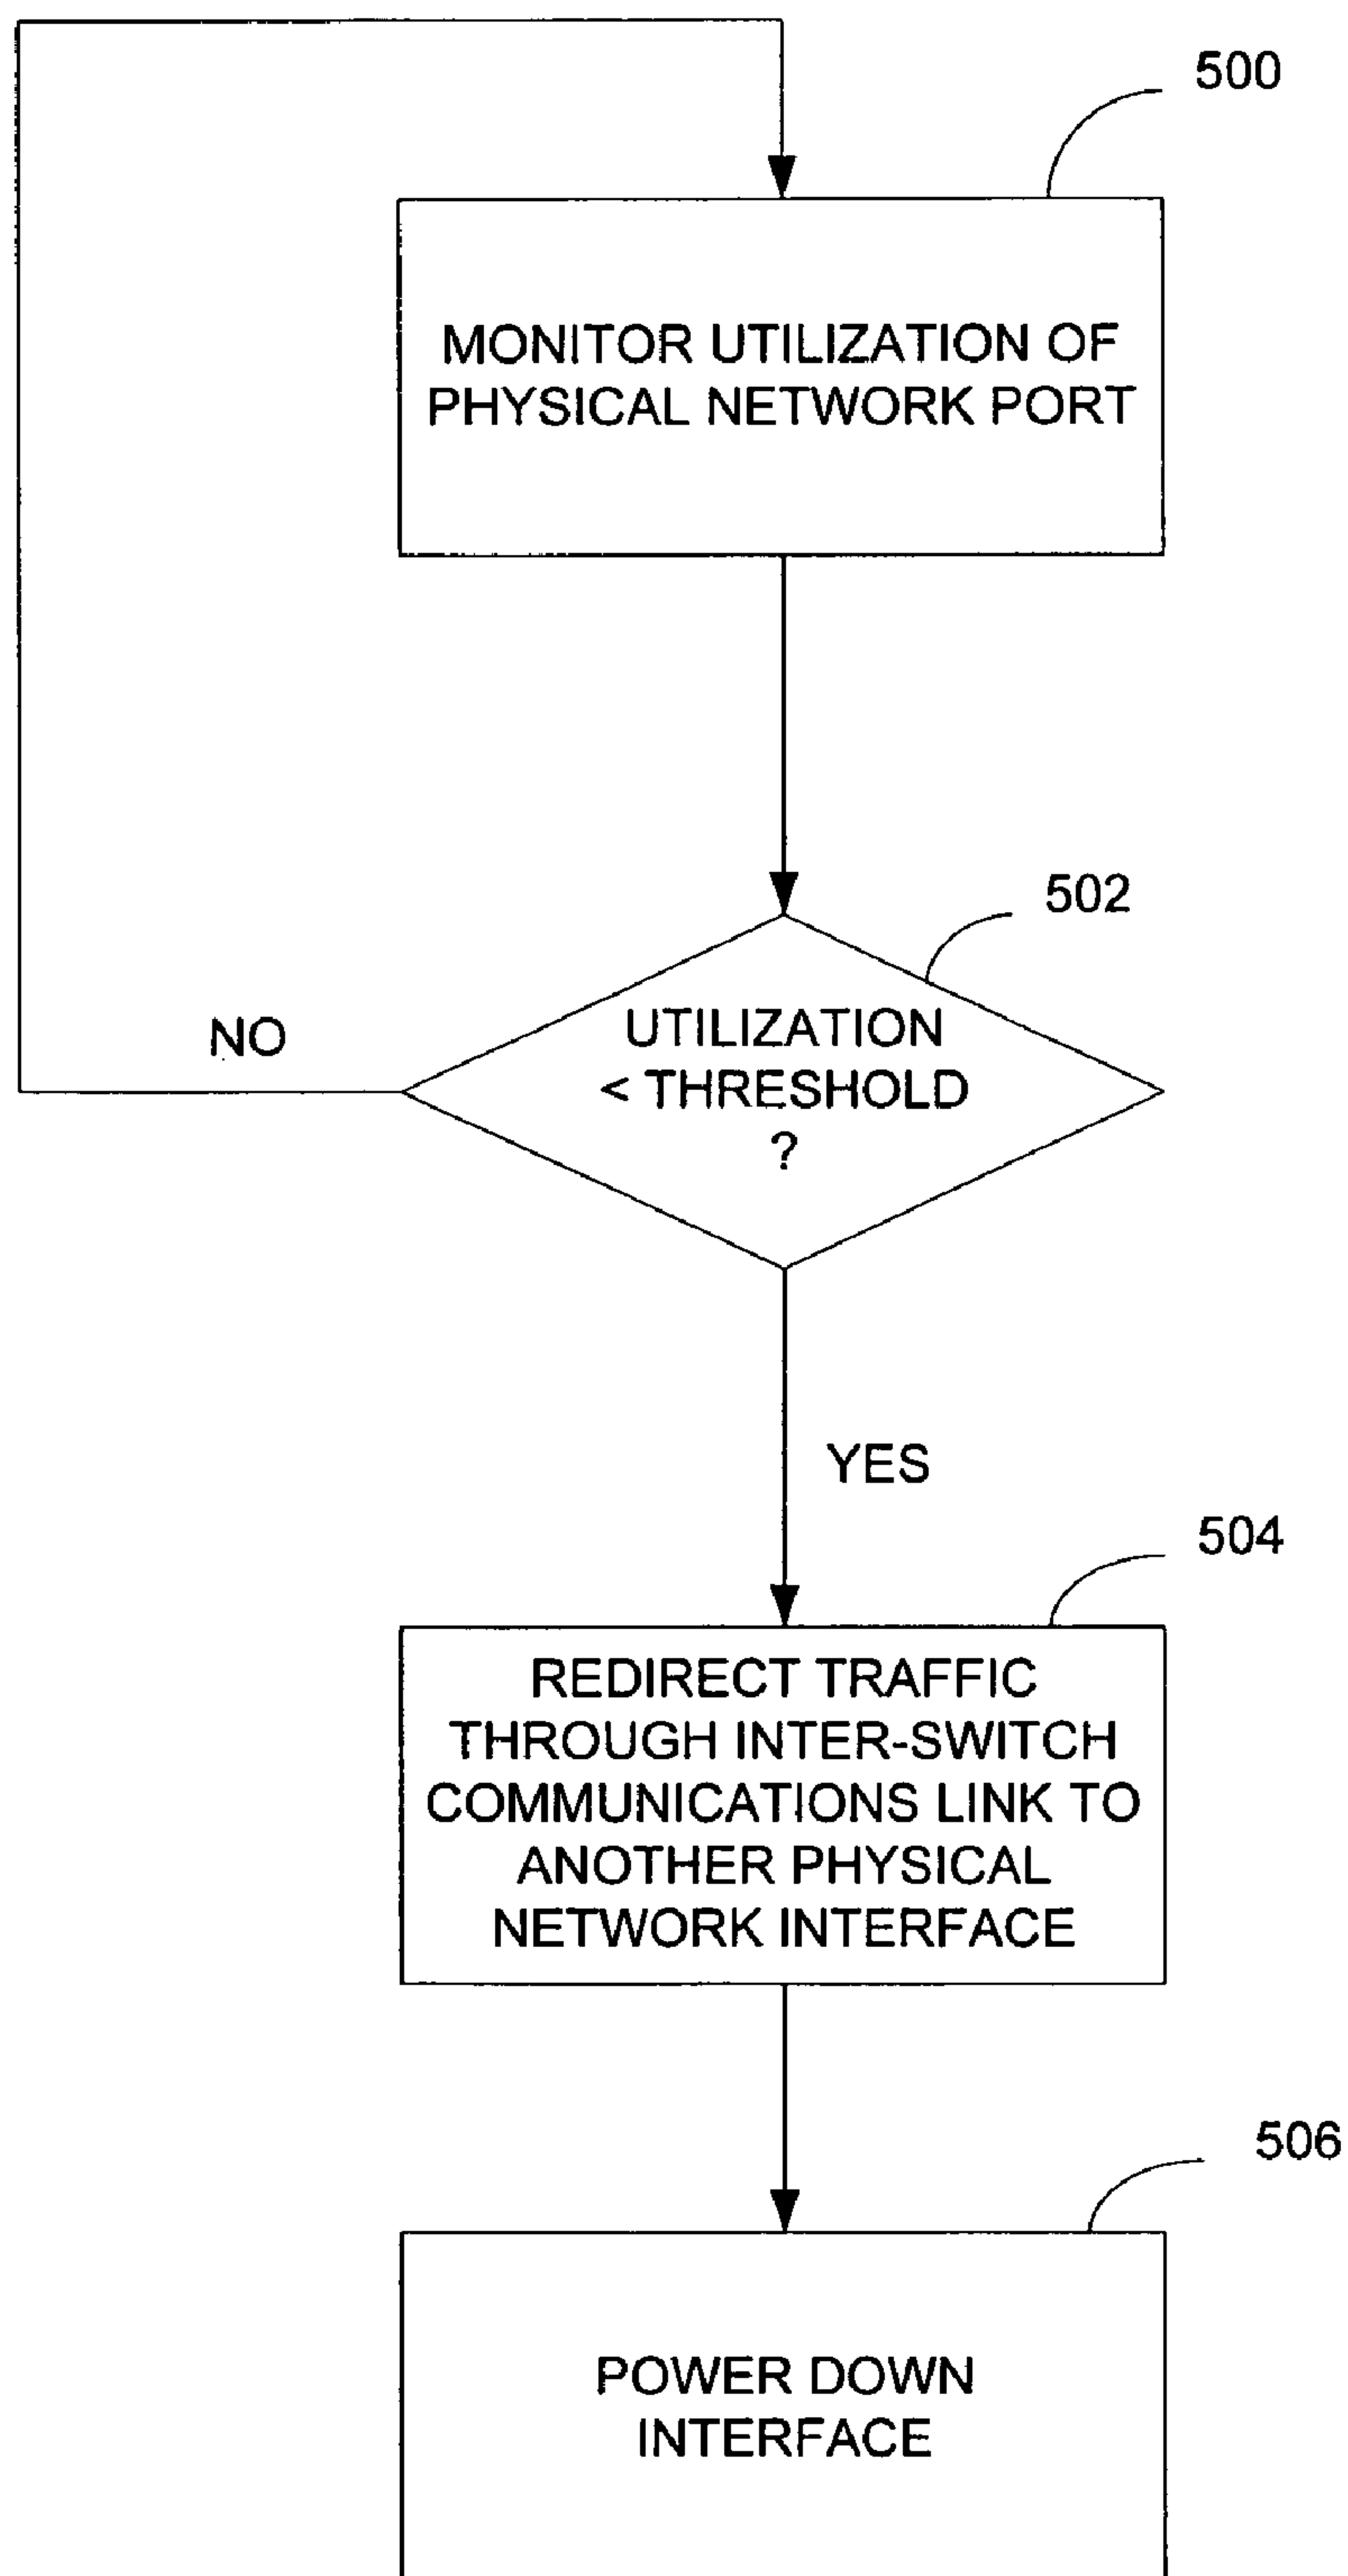 500
MONITOR UTILIZATION OF
PHYSICAL NETWORK PORT
502
UTILIZATION
< THRESHOLD
?
NO
YES
504
REDIRECT TRAFFIC
THROUGH INTER-SWITCH
COMMUNICATIONS LINK TO
ANOTHER PHYSICAL
NETWORK INTERFACE
506
POWER DOWN
INTERFACE